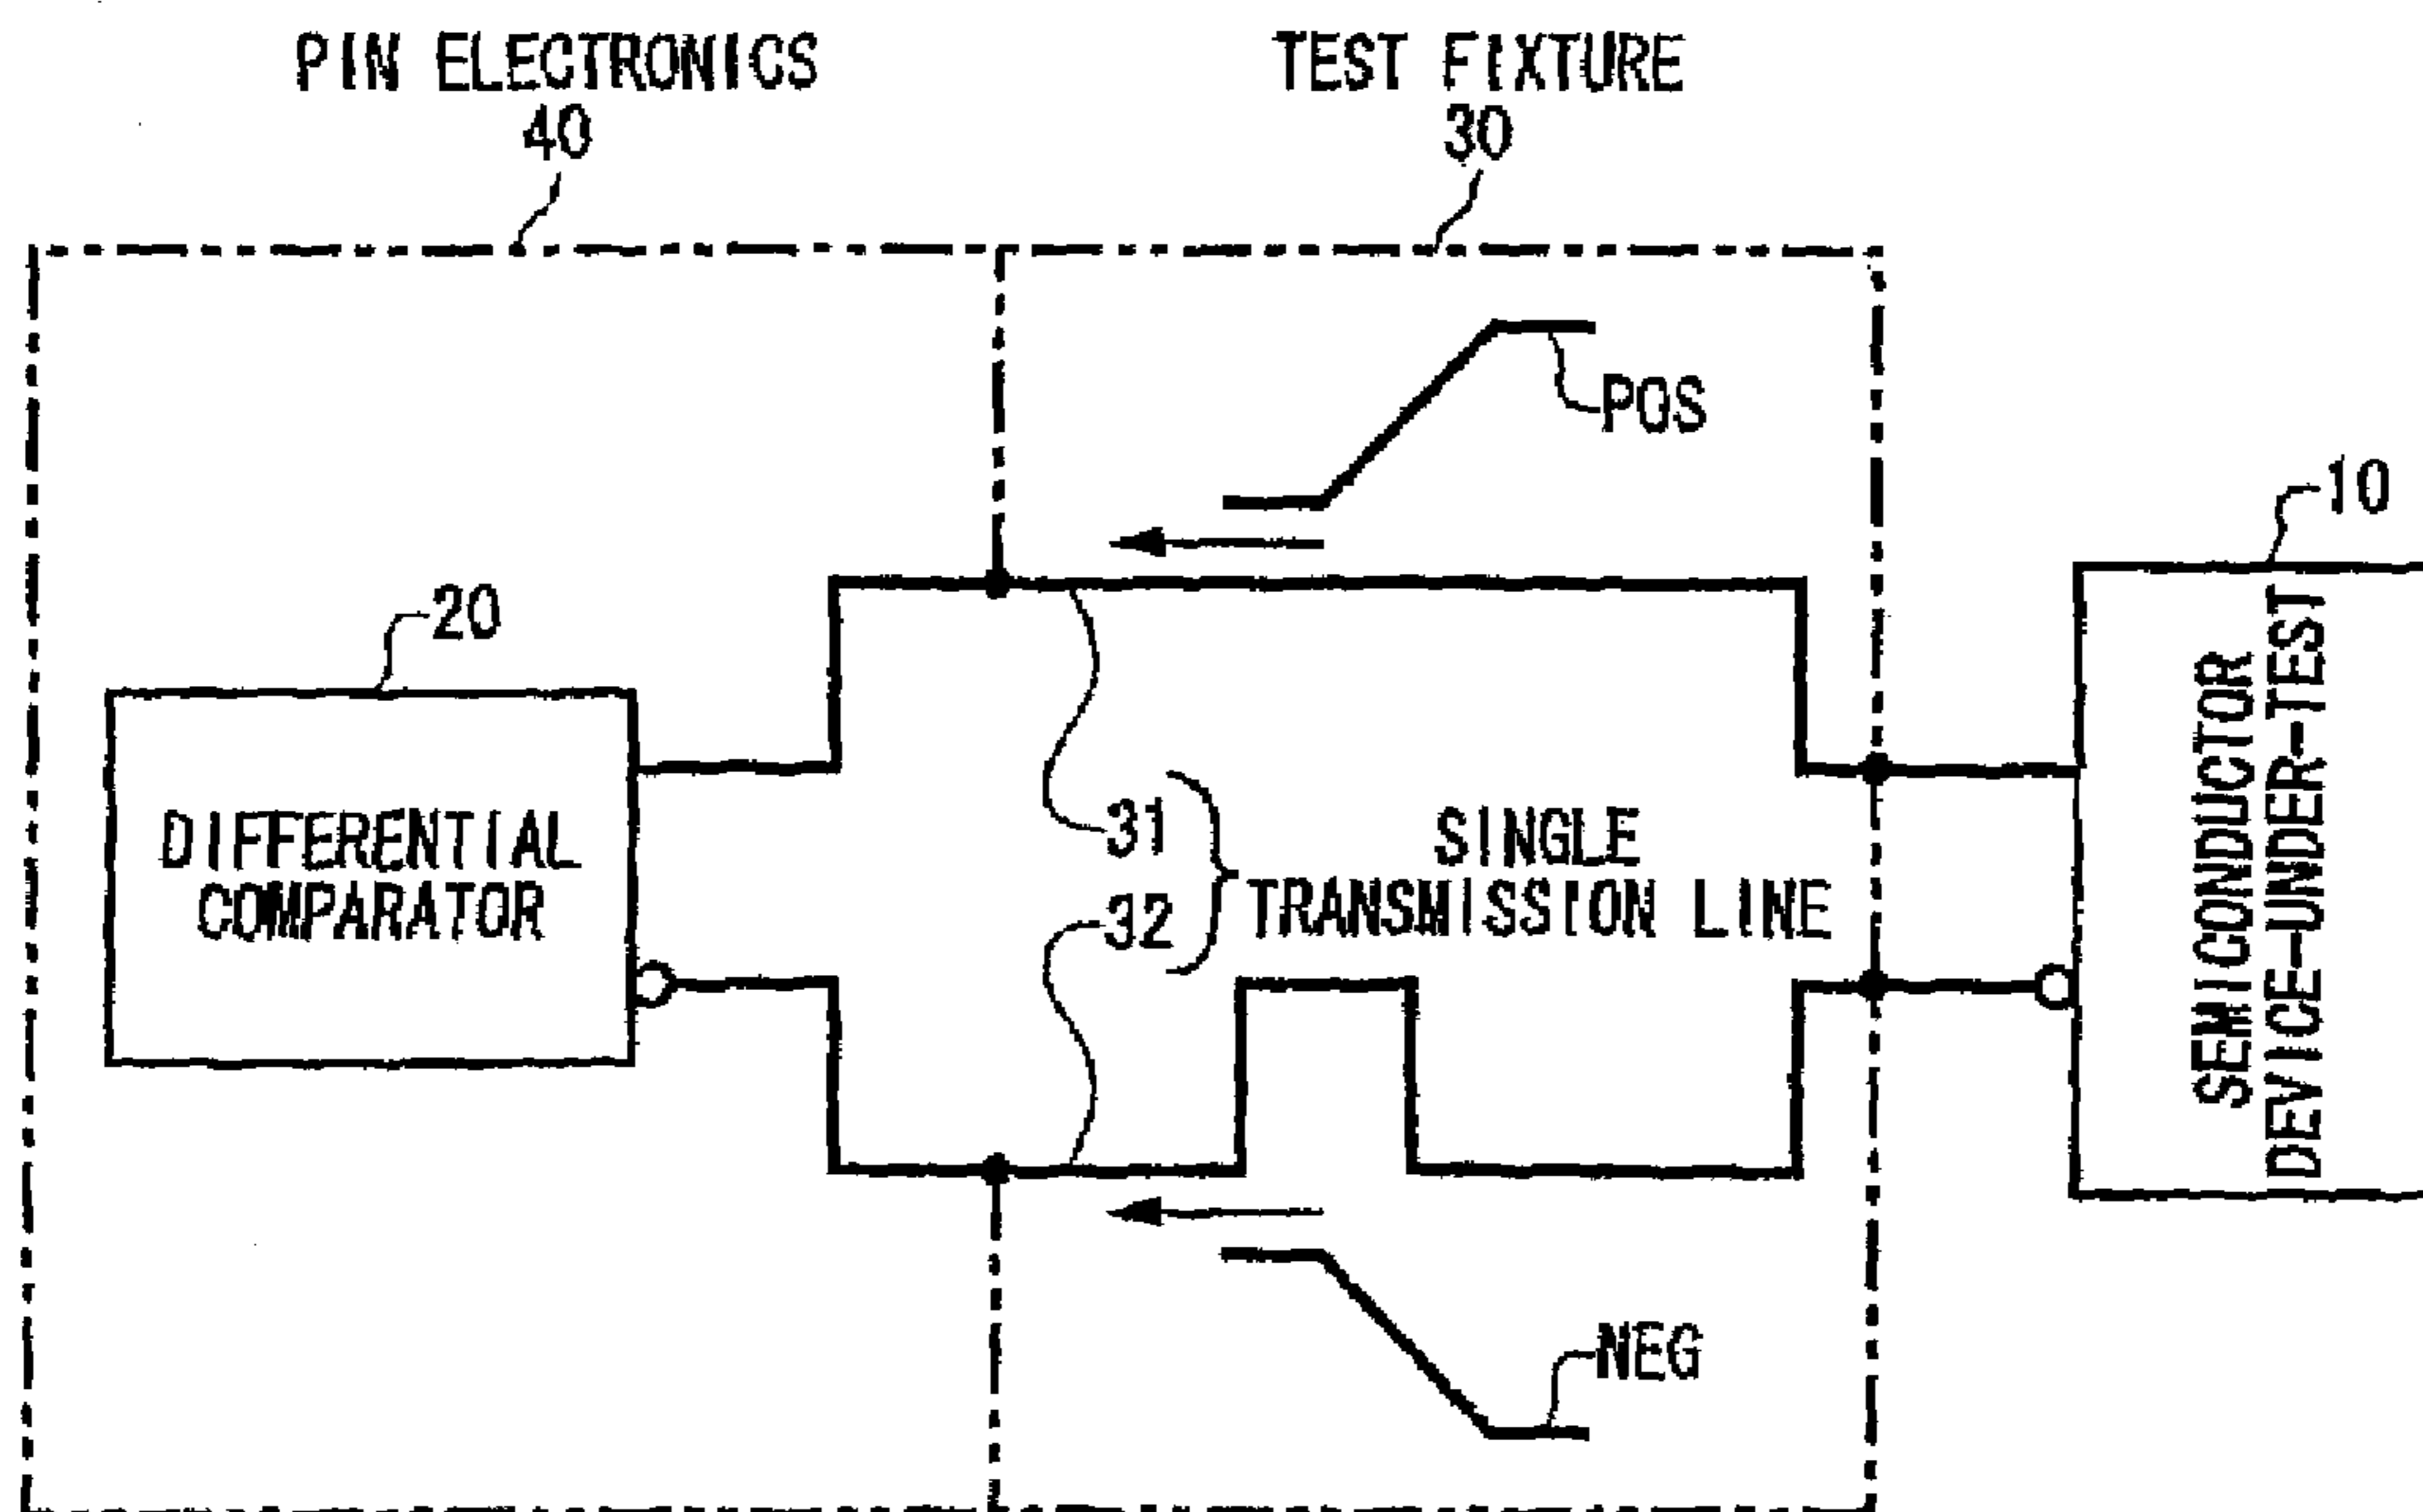 PIN ELECTRONICS
40
TEST FIXTURE
30
POS
10
20
DIFFERENTIAL
COMPARATOR
31
32
SINGLE
TRANSMISSION LINE
SEMICONDUCTOR
DEVICE-UNDER-TEST
NEG